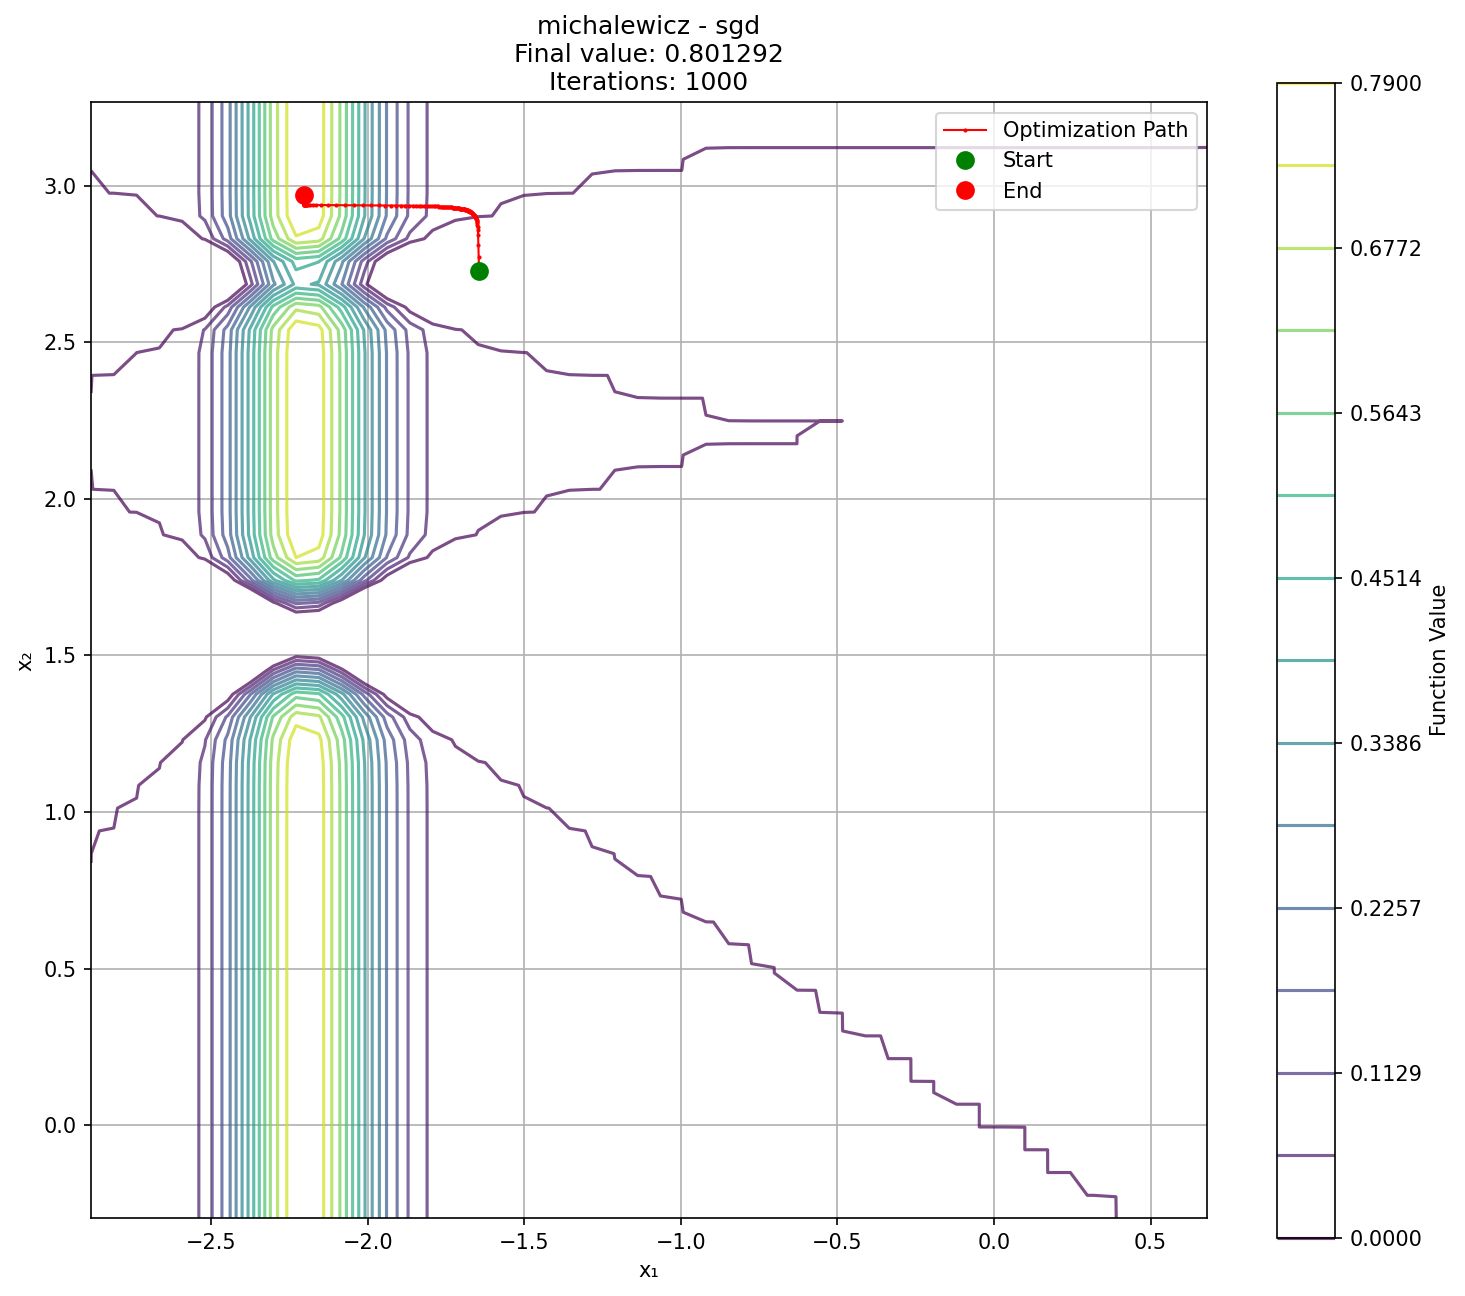 michalewicz - sgd
Final value: 0.801292
Iterations: 1000
Optimization Path
Start
End
3.0
2.5
2.0
1.5
1.0
0.5
0.0
x₂
−2.5
−2.0
−1.5
−1.0
−0.5
0.0
0.5
x₁
0.7900
0.6772
0.5643
0.4514
0.3386
0.2257
0.1129
0.0000
Function Value